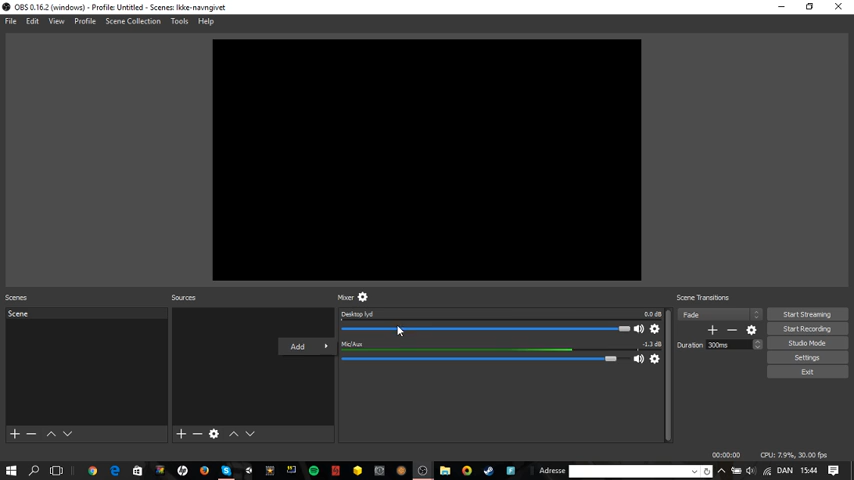 OBS 0.16.2 (windows) - Profile: Untitled - Scenes: Ikke-navngivet
File Edit View Profile Scene Collection Tools Help
Scenes Sources Mixer Scene Transitions
Scene
Desktop lyd 0.0 dB
Fade
Start Streaming
Start Recording
Mic/Aux -1.3 dB
Duration 300ms
Studio Mode
Add
Settings
Exit
00:00:00 CPU: 7.9%, 30.00 fps
Adresse DAN 15:44